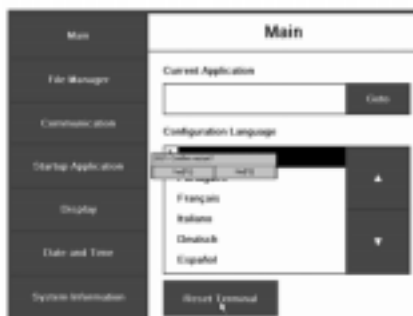 Main
File Manager
Communication
Startup Application
Display
Date and Time
System Information
Main
Current Application
Goto
Configuration Language
Português
Français
Italiano
Deutsch
Español
Reset Terminal